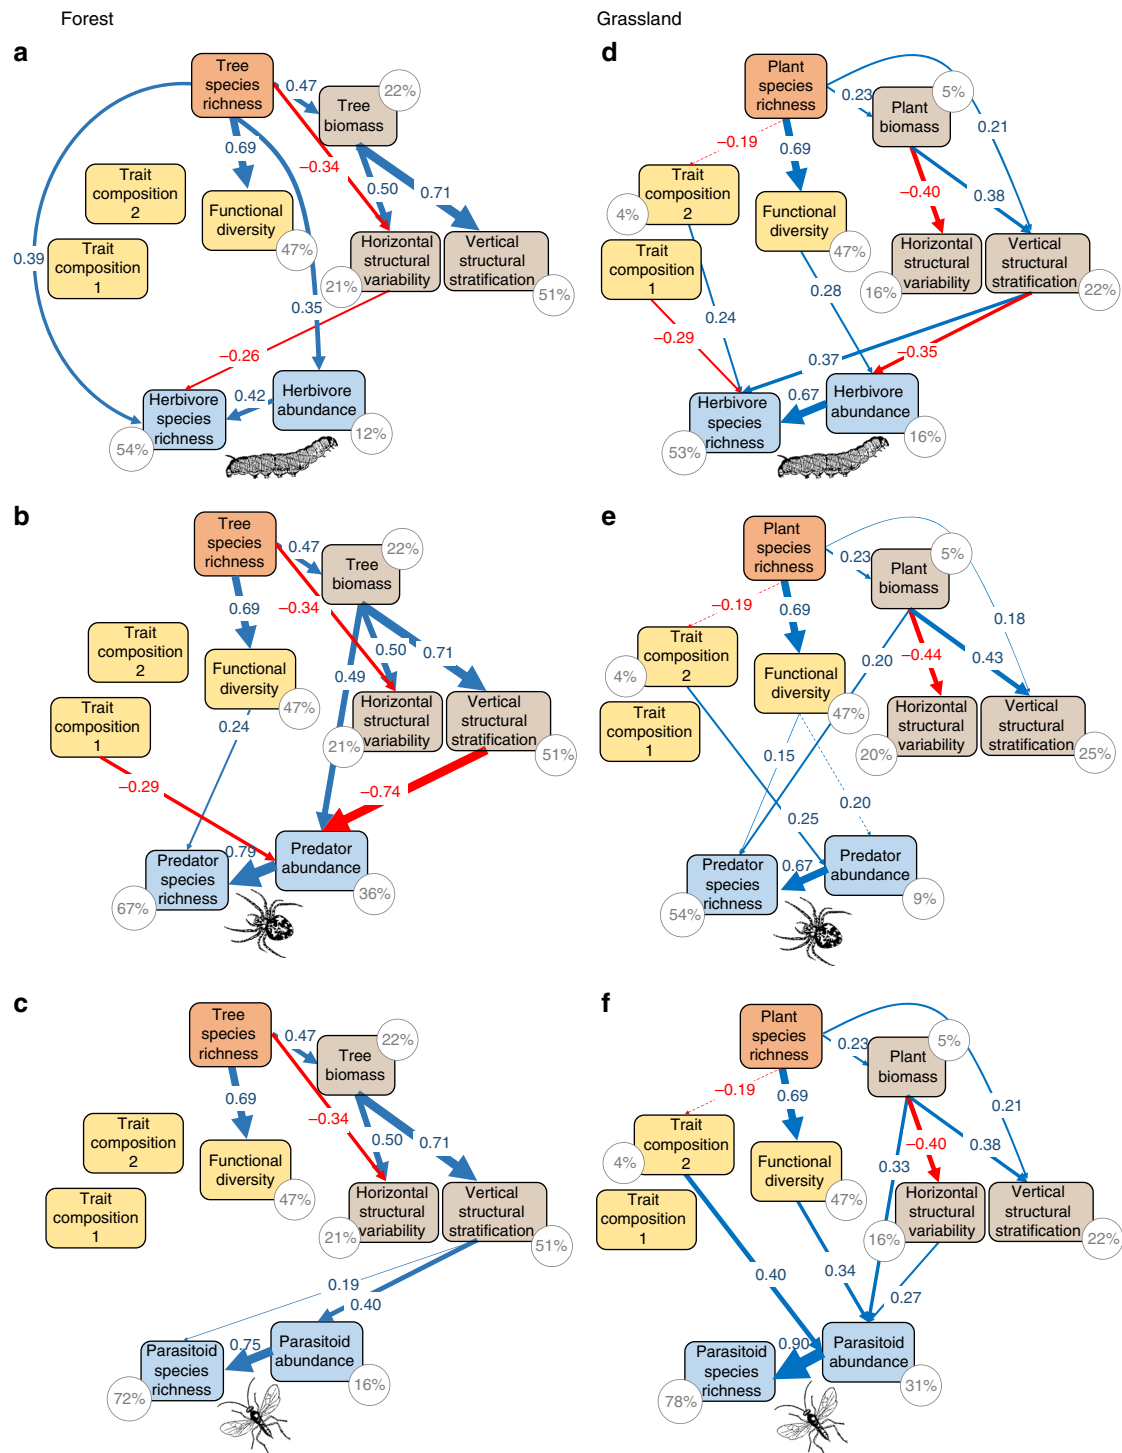 Forest
Grassland
a
Tree
species
richness
0.47
22%
Tree
biomass
0.69
−0.34
0.50
0.71
Trait
composition
2
Functional
diversity
47%
Trait
composition
1
0.39
Horizontal
structural
variability
21%
Vertical
structural
stratification
51%
0.35
−0.26
0.42
Herbivore
species
richness
54%
Herbivore
abundance
12%
d
Plant
species
richness
0.23
5%
Plant
biomass
0.21
−0.19
0.69
−0.40
0.38
Trait
composition
2
4%
Functional
diversity
47%
Trait
composition
1
Horizontal
structural
variability
16%
Vertical
structural
stratification
22%
0.28
0.24
−0.29
0.37
−0.35
0.67
Herbivore
species
richness
53%
Herbivore
abundance
16%
b
Tree
species
richness
0.47
22%
Tree
biomass
0.69
−0.34
0.50
0.71
0.49
Trait
composition
2
Functional
diversity
47%
Trait
composition
1
Horizontal
structural
variability
21%
Vertical
structural
stratification
51%
0.24
−0.29
−0.74
0.79
Predator
species
richness
67%
Predator
abundance
36%
e
Plant
species
richness
0.23
5%
Plant
biomass
0.18
−0.19
0.69
0.20
−0.44
0.43
Trait
composition
2
4%
Functional
diversity
47%
Trait
composition
1
Horizontal
structural
variability
20%
Vertical
structural
stratification
25%
0.15
0.20
0.25
0.67
Predator
species
richness
54%
Predator
abundance
9%
c
Tree
species
richness
0.47
22%
Tree
biomass
0.69
−0.34
0.50
0.71
Trait
composition
2
Functional
diversity
47%
Trait
composition
1
Horizontal
structural
variability
21%
Vertical
structural
stratification
51%
0.19
0.40
0.75
Parasitoid
species
richness
72%
Parasitoid
abundance
16%
f
Plant
species
richness
0.23
5%
Plant
biomass
0.21
−0.19
0.69
−0.40
0.38
0.33
Trait
composition
2
4%
Functional
diversity
47%
Trait
composition
1
Horizontal
structural
variability
16%
Vertical
structural
stratification
22%
0.40
0.34
0.27
0.90
Parasitoid
species
richness
78%
Parasitoid
abundance
31%